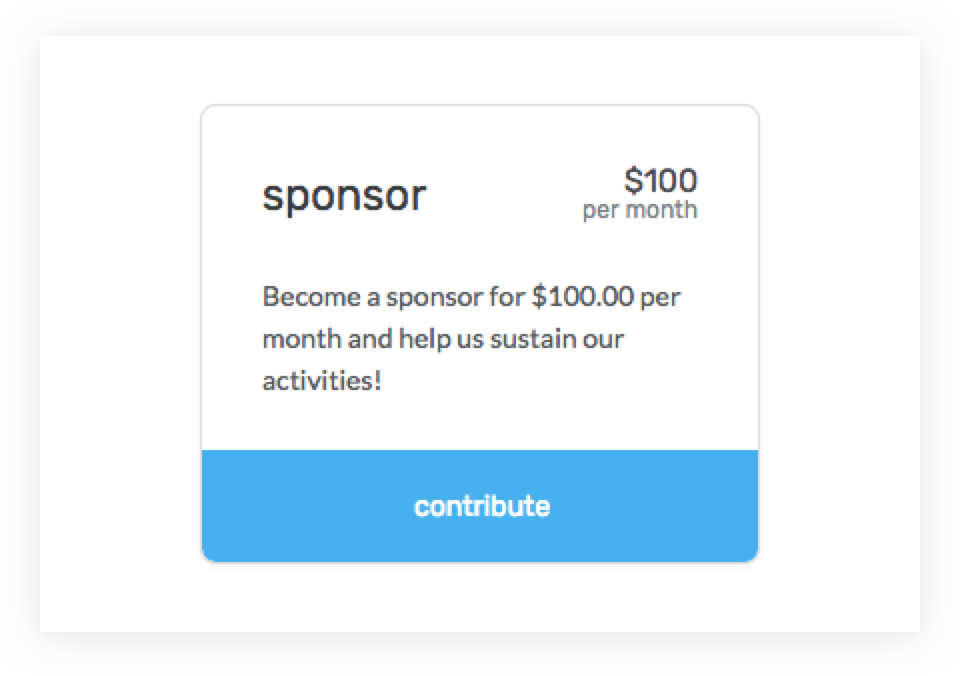 sponsor
$100
per month
Become a sponsor for $100.00 per
month and help us sustain our
activities!
contribute